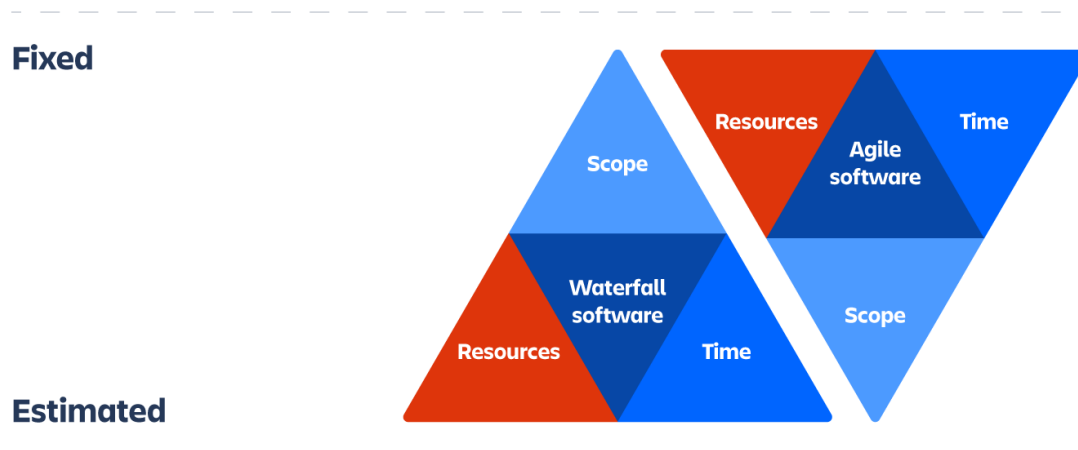 Fixed
Resources
Time
Agile
software
Scope
Waterfall
software
Scope
Resources
Time
Estimated